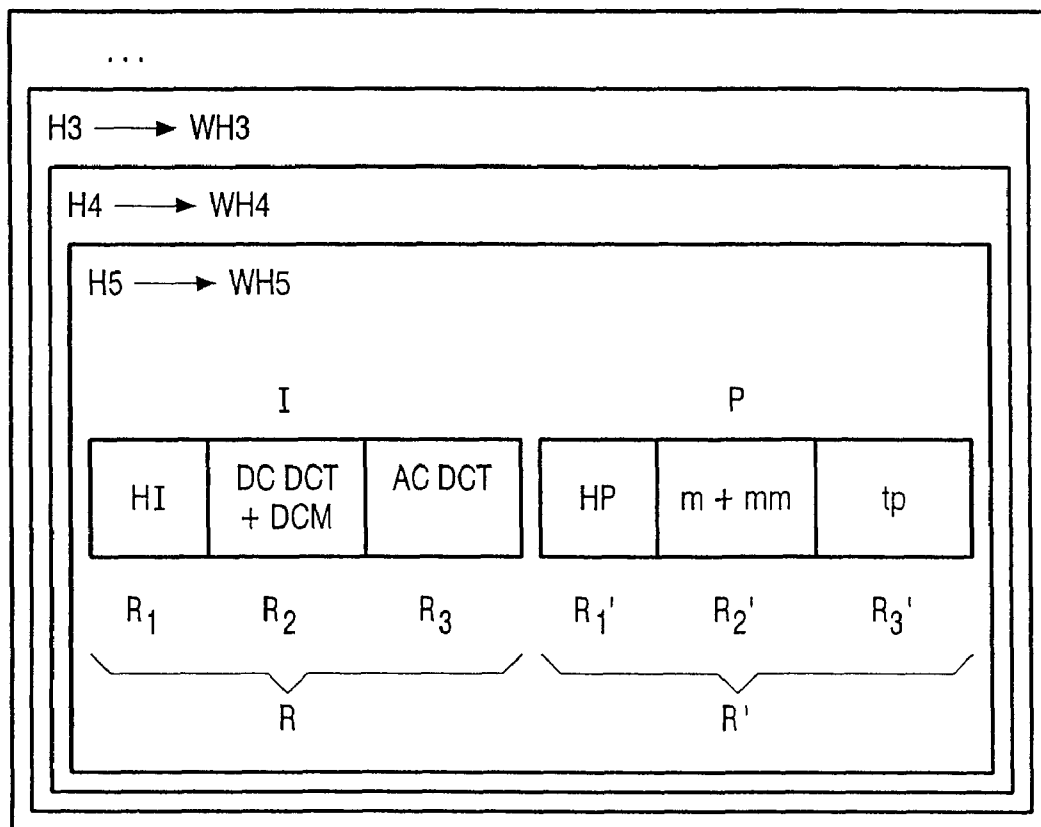 ...
H3 → WH3
H4 → WH4
H5 → WH5
I P
HI DC DCT + DCM AC DCT HP m + mm tp
R₁ R₂ R₃ R₁' R₂' R₃'
R R'